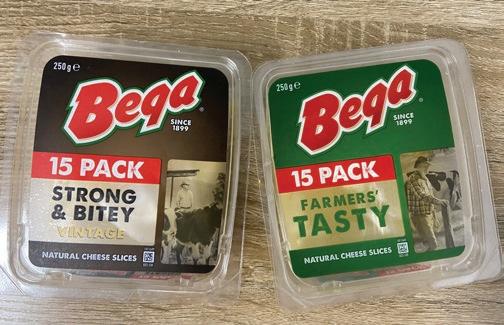 250g e
Bega
SINCE
1899
15 PACK
STRONG
& BITEY
VINTAGE
NATURAL CHEESE SLICES
250g e
Bega
SINCE
1899
15 PACK
FARMERS'
TASTY
NATURAL CHEESE SLICES